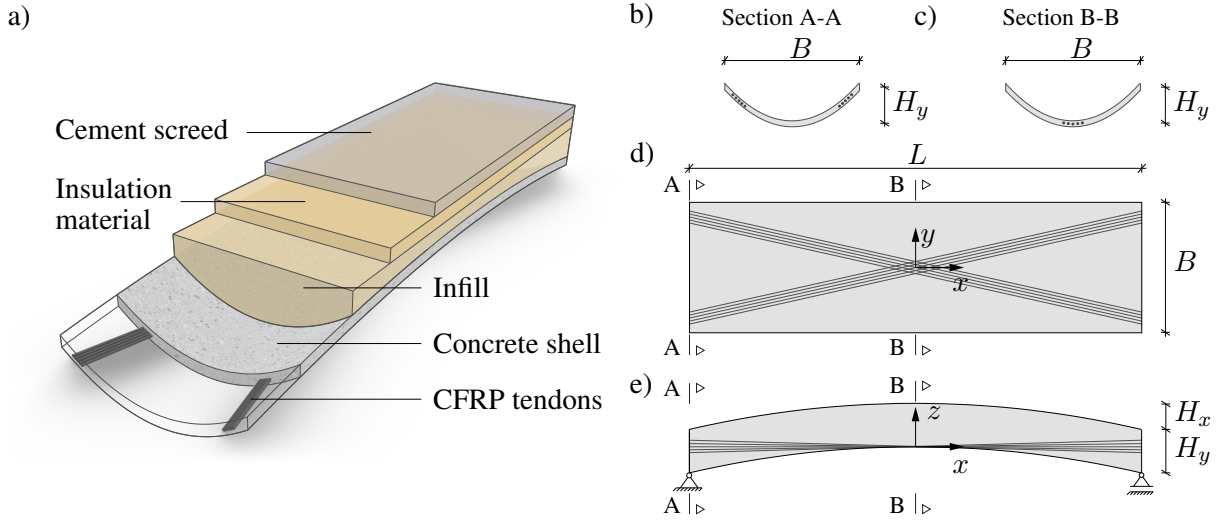 a)
Cement screed
Insulation
material
Infill
Concrete shell
CFRP tendons
b)
Section A-A
B
H_y
c)
Section B-B
B
H_y
d)
L
A
B
y
x
B
A
B
e)
A
B
z
x
H_x
H_y
A
B